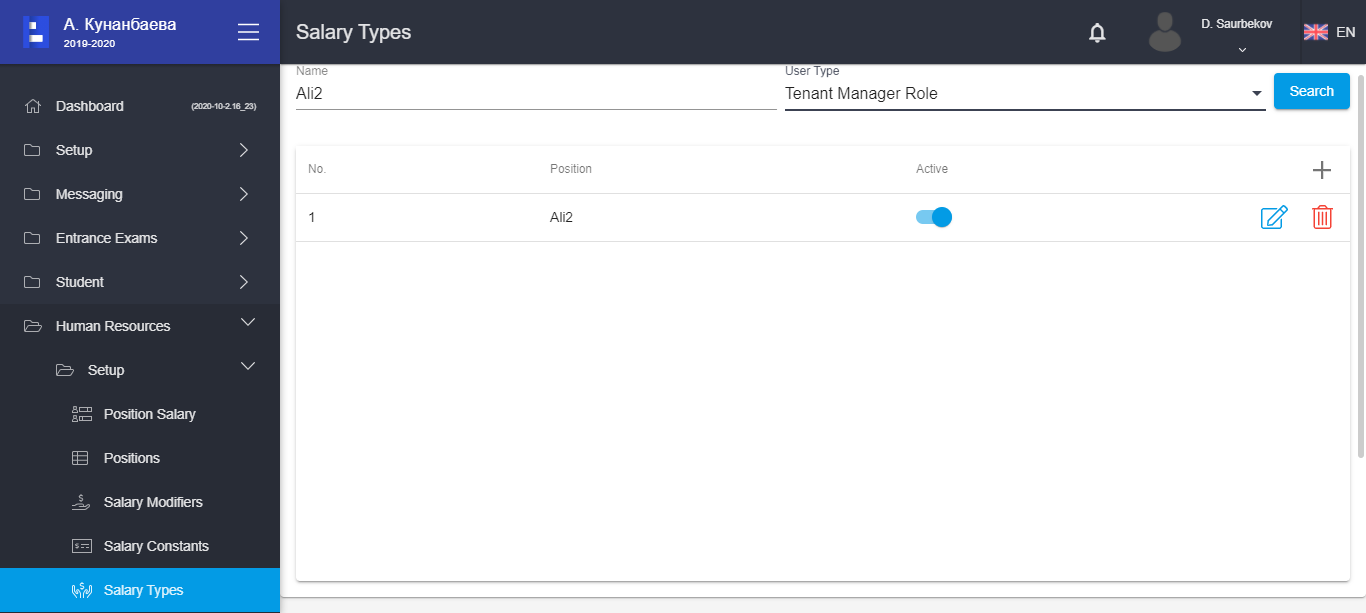 А. Кунанбаева
2019-2020
Salary Types
D. Saurbekov
EN
Dashboard (2020-10-2.16_23)
Setup
Messaging
Entrance Exams
Student
Human Resources
Setup
Position Salary
Positions
Salary Modifiers
Salary Constants
Salary Types
Name
Ali2
User Type
Tenant Manager Role
Search
No. Position Active
1 Ali2